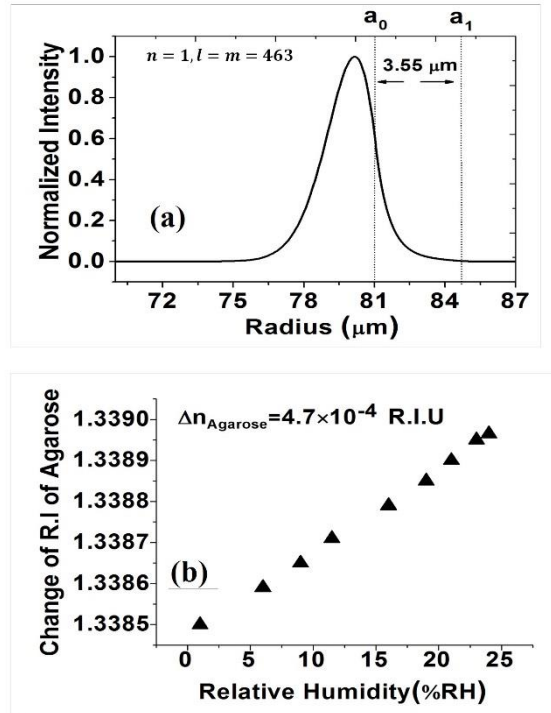 a₀ a₁
n = 1, l = m = 463
3.55 μm
1.0
0.8
0.6
0.4
0.2
0.0
Normalized Intensity
(a)
72 75 78 81 84 87
Radius (μm)
Δn_Agarose=4.7×10⁻⁴ R.I.U
1.3390
1.3389
1.3388
1.3387
1.3386
1.3385
Change of R.I of Agarose
(b)
0 5 10 15 20 25
Relative Humidity(%RH)